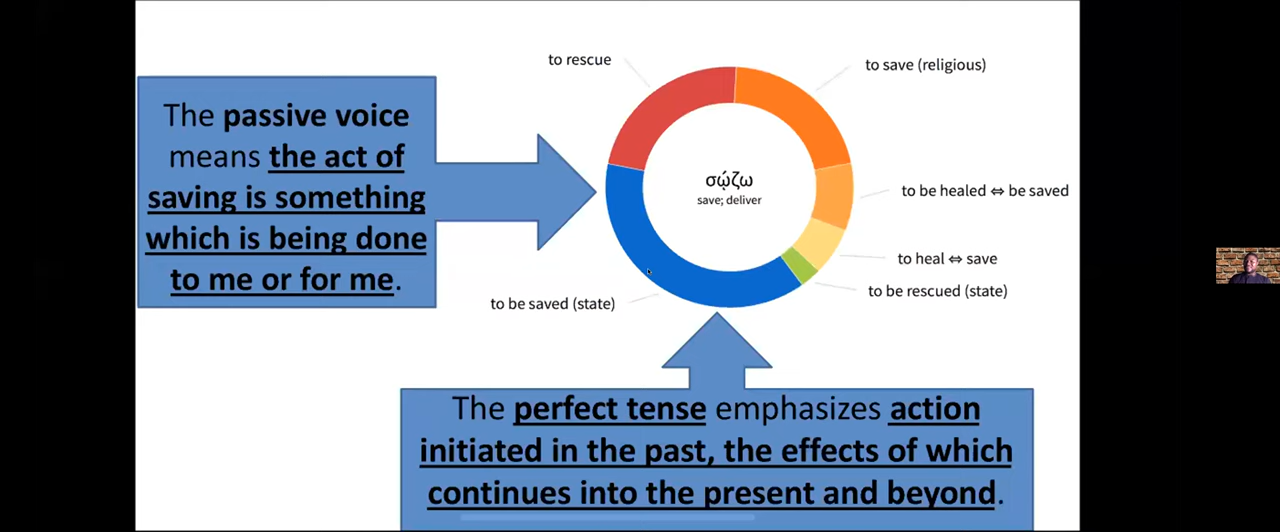 The passive voice
means the act of
saving is something
which is being done
to me or for me.
to rescue
to save (religious)
to be healed ⇔ be saved
to heal ⇔ save
to be rescued (state)
to be saved (state)
σῴζω
save; deliver
The perfect tense emphasizes action
initiated in the past, the effects of which
continues into the present and beyond.